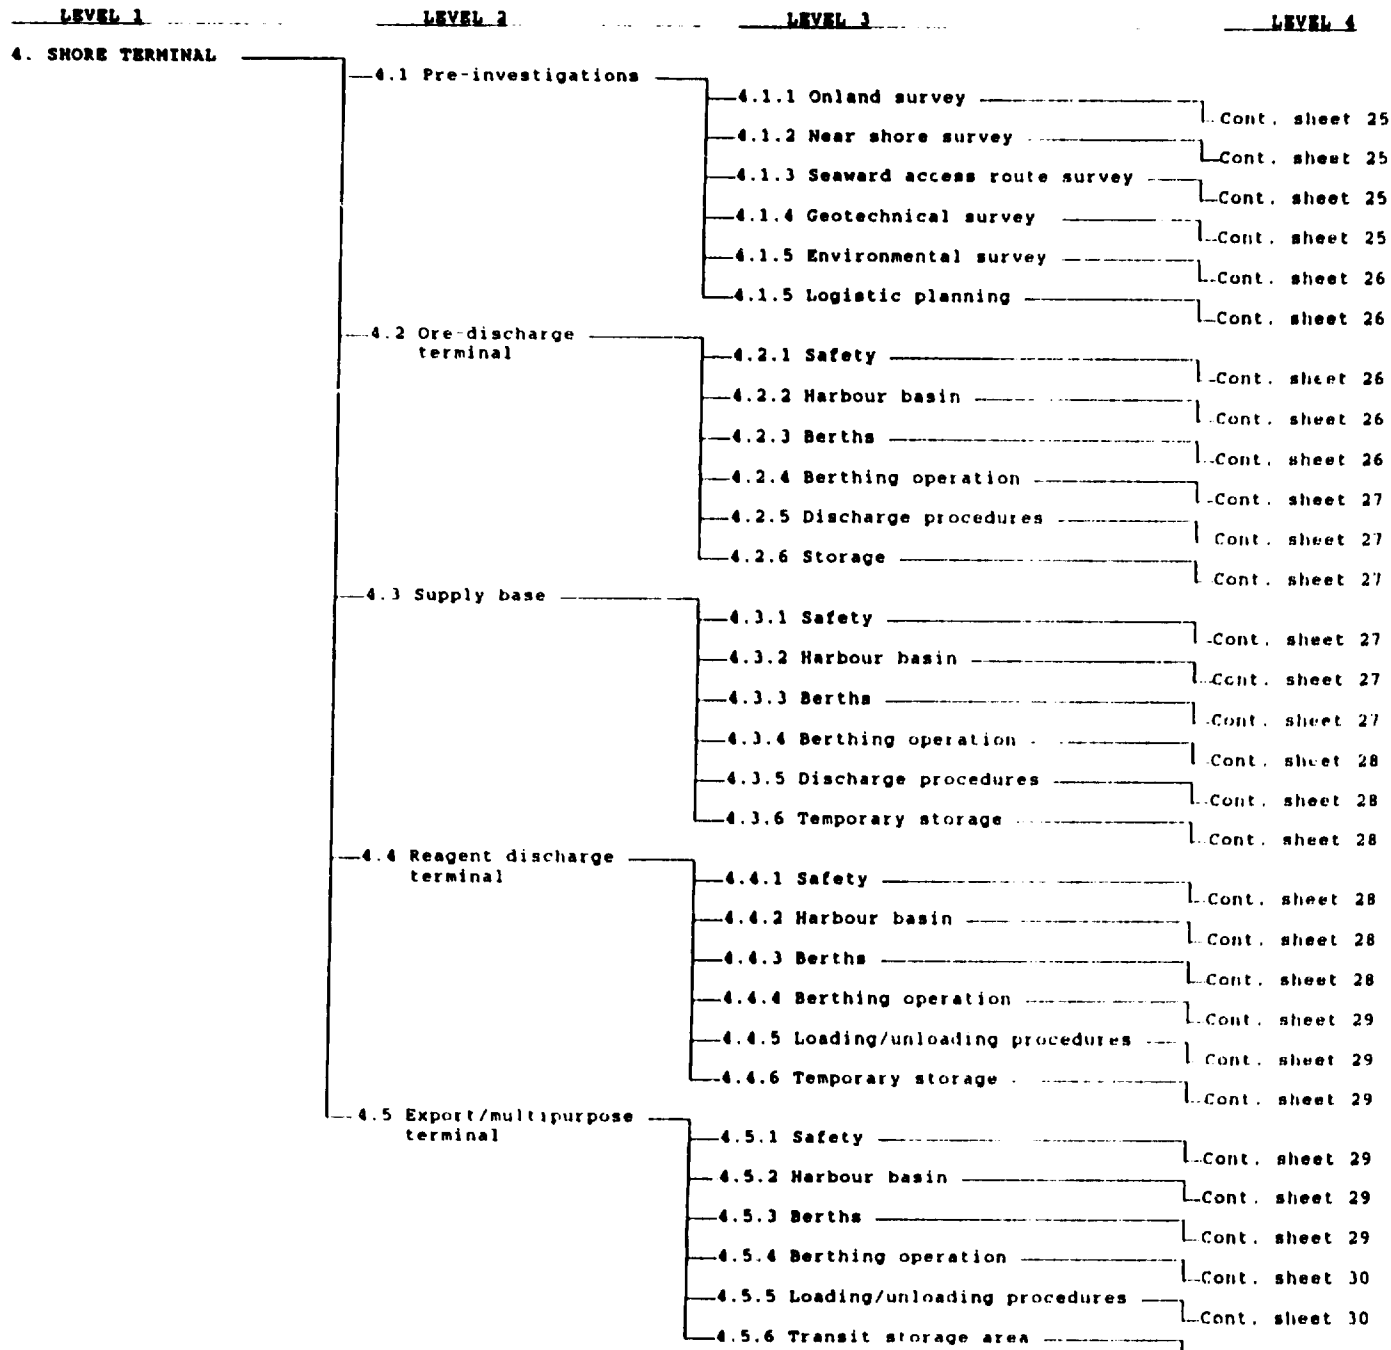 LEVEL 1 LEVEL 2 LEVEL 3 LEVEL 4
4. SHORE TERMINAL
4.1 Pre-investigations
4.1.1 Onland survey
Cont. sheet 25
4.1.2 Near shore survey
Cont. sheet 25
4.1.3 Seaward access route survey
Cont. sheet 25
4.1.4 Geotechnical survey
Cont. sheet 25
4.1.5 Environmental survey
Cont. sheet 26
4.1.5 Logistic planning
Cont. sheet 26
4.2 Ore-discharge
terminal
4.2.1 Safety
Cont. sheet 26
4.2.2 Harbour basin
Cont. sheet 26
4.2.3 Berths
Cont. sheet 26
4.2.4 Berthing operation
Cont. sheet 27
4.2.5 Discharge procedures
Cont. sheet 27
4.2.6 Storage
Cont. sheet 27
4.3 Supply base
4.3.1 Safety
Cont. sheet 27
4.3.2 Harbour basin
Cont. sheet 27
4.3.3 Berths
Cont. sheet 27
4.3.4 Berthing operation
Cont. sheet 28
4.3.5 Discharge procedures
Cont. sheet 28
4.3.6 Temporary storage
Cont. sheet 28
4.4 Reagent discharge
terminal
4.4.1 Safety
Cont. sheet 28
4.4.2 Harbour basin
Cont. sheet 28
4.4.3 Berths
Cont. sheet 28
4.4.4 Berthing operation
Cont. sheet 29
4.4.5 Loading/unloading procedures
Cont. sheet 29
4.4.6 Temporary storage
Cont. sheet 29
4.5 Export/multipurpose
terminal
4.5.1 Safety
Cont. sheet 29
4.5.2 Harbour basin
Cont. sheet 29
4.5.3 Berths
Cont. sheet 29
4.5.4 Berthing operation
Cont. sheet 30
4.5.5 Loading/unloading procedures
Cont. sheet 30
4.5.6 Transit storage area